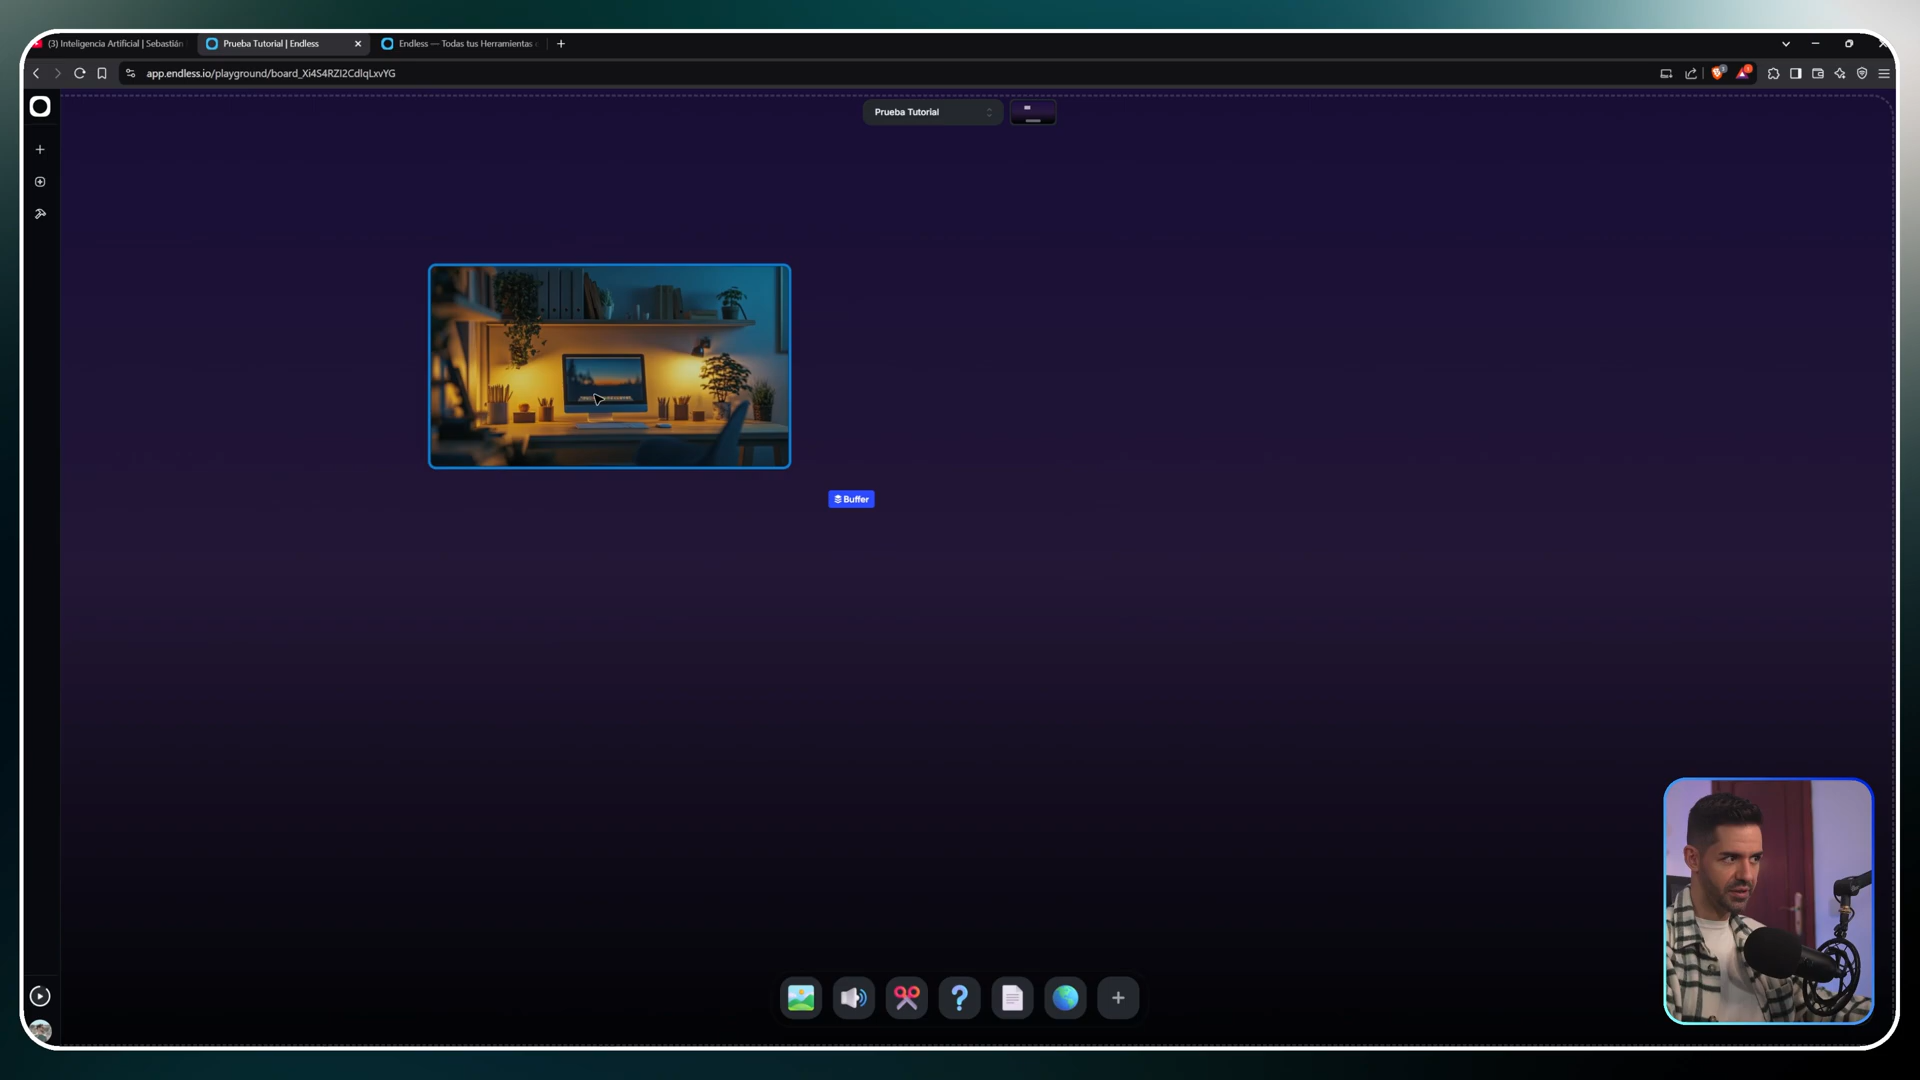 (3) Inteligencia Artificial | Sebastián
Prueba Tutorial | Endless
Endless — Todas tus Herramientas
app.endless.io/playground/board_Xi4S4RZI2CdlqLxvYG
Prueba Tutorial
Buffer